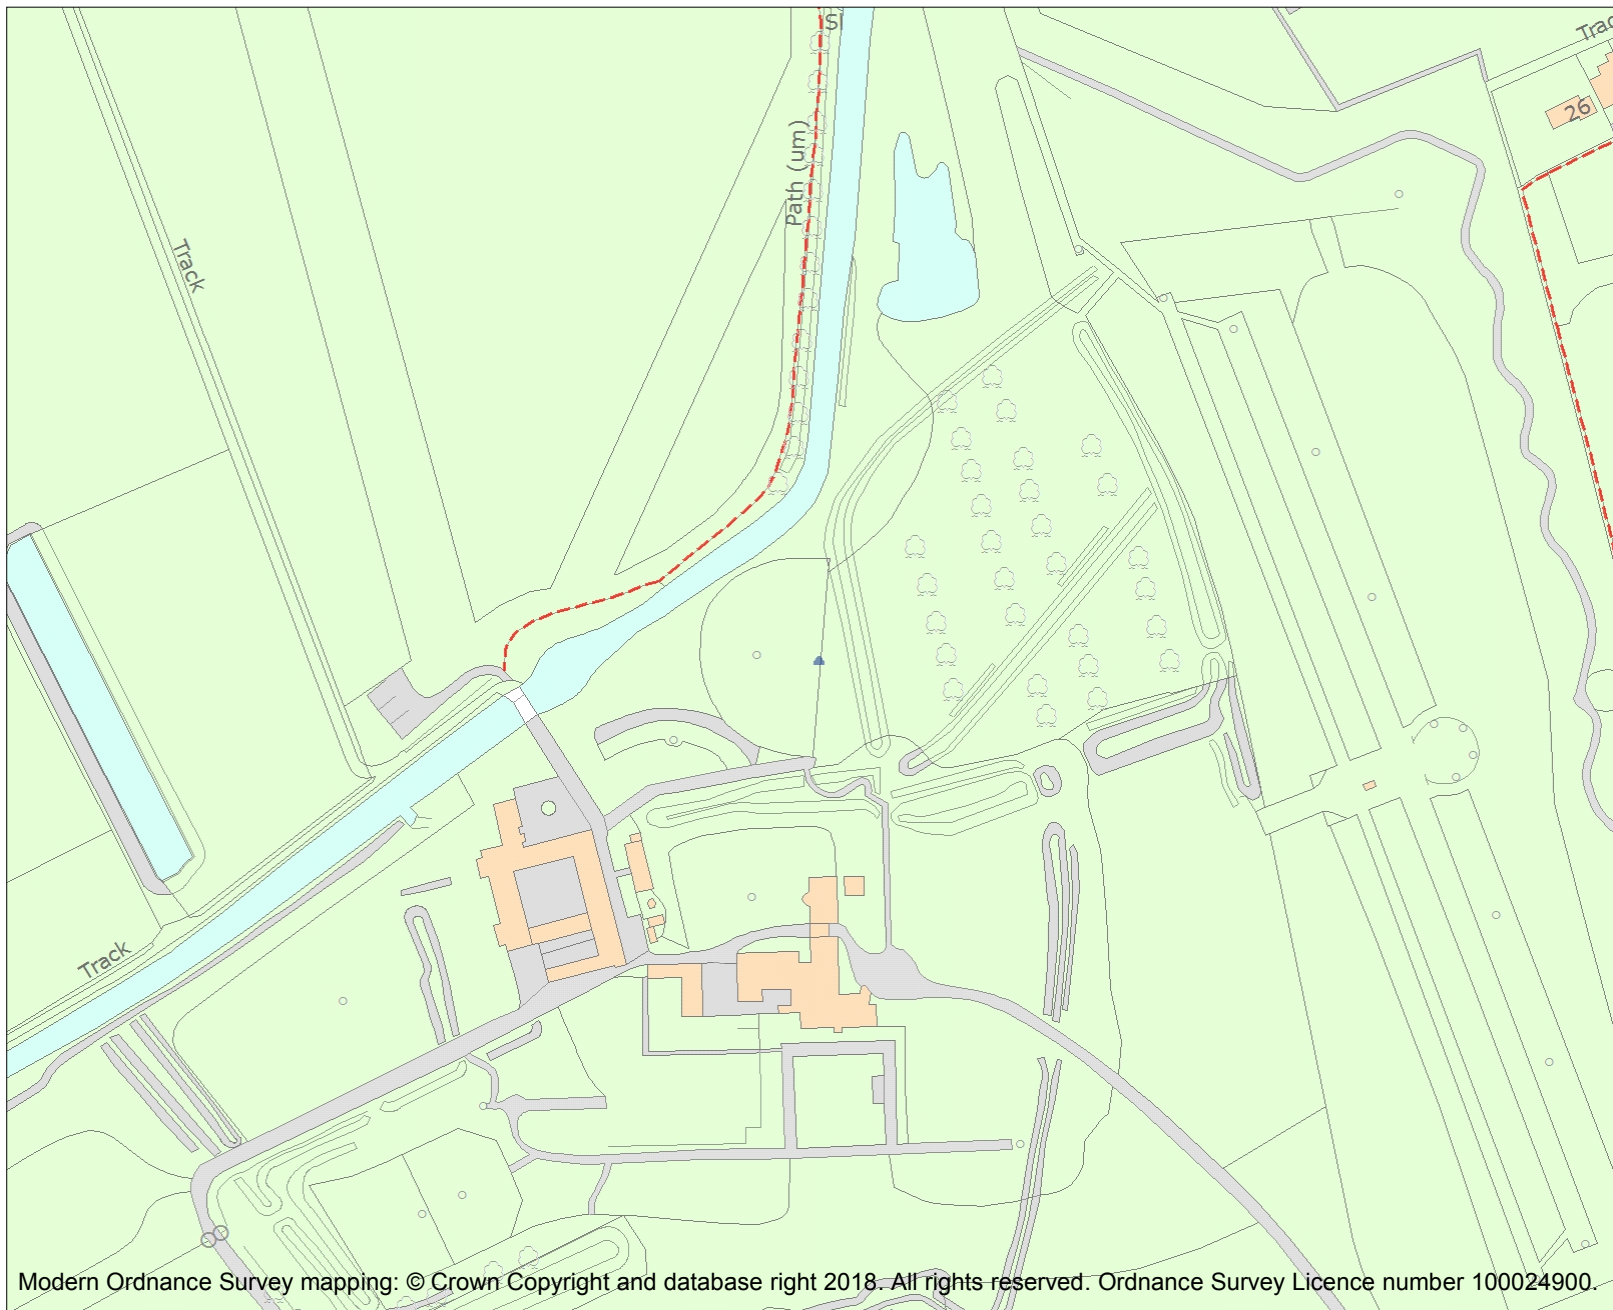 Sl
Trac
26
Path (um)
Track
Track
Modern Ordnance Survey mapping: © Crown Copyright and database right 2018. All rights reserved. Ordnance Survey Licence number 100024900.